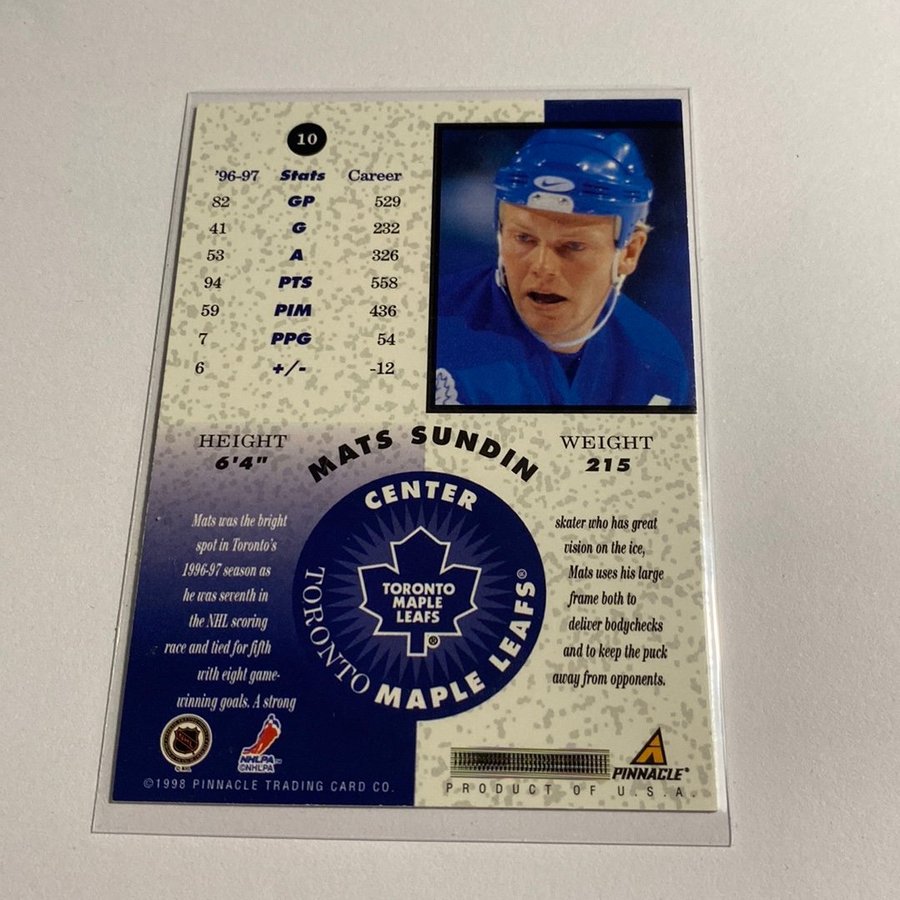 10
'96-97 Stats Career
82 GP 529
41 G 232
53 A 326
94 PTS 558
59 PIM 436
7 PPG 54
6 +/- -12
HEIGHT
6'4"
MATS SUNDIN
WEIGHT
215
CENTER
TORONTO
MAPLE
LEAFS
®
TORONTO MAPLE LEAFS®
Mats was the bright
spot in Toronto's
1996-97 season as
he was seventh in
the NHL scoring
race and tied for fifth
with eight game-
winning goals. A strong
skater who has great
vision on the ice,
Mats uses his large
frame both to
deliver bodychecks
and to keep the puck
away from opponents.
NHL
© NHL
NHLPA™
©NHLPA
PINNACLE®
©1998 PINNACLE TRADING CARD CO.
PRODUCT OF U.S.A.